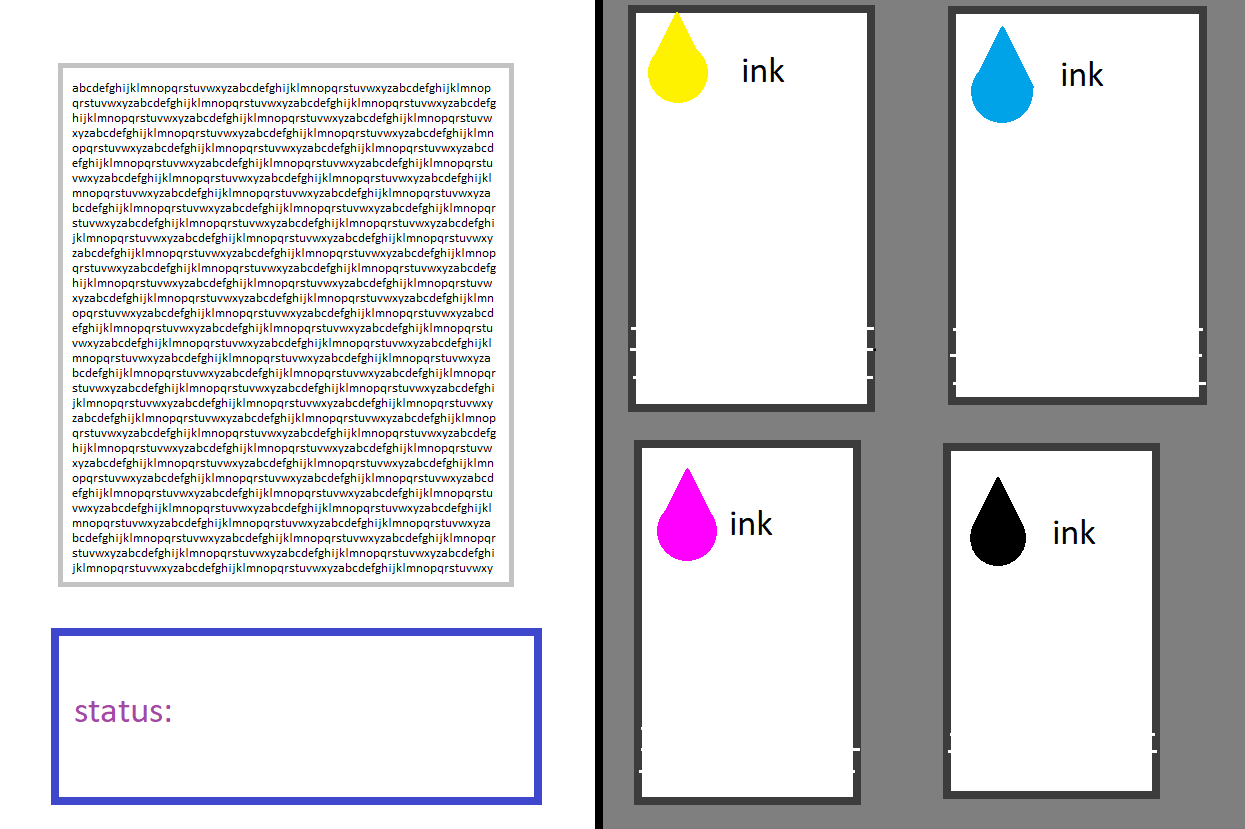 abcdefghijklmnopqrstuvwxyzabcdefghijklmnopqrstuvwxyzabcdefghijklmnop
qrstuvwxyzabcdefghijklmnopqrstuvwxyzabcdefghijklmnopqrstuvwxyzabcdefg
hijklmnopqrstuvwxyzabcdefghijklmnopqrstuvwxyzabcdefghijklmnopqrstuvw
xyzabcdefghijklmnopqrstuvwxyzabcdefghijklmnopqrstuvwxyzabcdefghijklmn
opqrstuvwxyzabcdefghijklmnopqrstuvwxyzabcdefghijklmnopqrstuvwxyzabcd
efghijklmnopqrstuvwxyzabcdefghijklmnopqrstuvwxyzabcdefghijklmnopqrstu
vwxyzabcdefghijklmnopqrstuvwxyzabcdefghijklmnopqrstuvwxyzabcdefghijkl
mnopqrstuvwxyzabcdefghijklmnopqrstuvwxyzabcdefghijklmnopqrstuvwxyza
bcdefghijklmnopqrstuvwxyzabcdefghijklmnopqrstuvwxyzabcdefghijklmnopqr
stuvwxyzabcdefghijklmnopqrstuvwxyzabcdefghijklmnopqrstuvwxyzabcdefghi
jklmnopqrstuvwxyzabcdefghijklmnopqrstuvwxyzabcdefghijklmnopqrstuvwxy
zabcdefghijklmnopqrstuvwxyzabcdefghijklmnopqrstuvwxyzabcdefghijklmnop
qrstuvwxyzabcdefghijklmnopqrstuvwxyzabcdefghijklmnopqrstuvwxyzabcdefg
hijklmnopqrstuvwxyzabcdefghijklmnopqrstuvwxyzabcdefghijklmnopqrstuvw
xyzabcdefghijklmnopqrstuvwxyzabcdefghijklmnopqrstuvwxyzabcdefghijklmn
opqrstuvwxyzabcdefghijklmnopqrstuvwxyzabcdefghijklmnopqrstuvwxyzabcd
efghijklmnopqrstuvwxyzabcdefghijklmnopqrstuvwxyzabcdefghijklmnopqrstu
vwxyzabcdefghijklmnopqrstuvwxyzabcdefghijklmnopqrstuvwxyzabcdefghijkl
mnopqrstuvwxyzabcdefghijklmnopqrstuvwxyzabcdefghijklmnopqrstuvwxyza
bcdefghijklmnopqrstuvwxyzabcdefghijklmnopqrstuvwxyzabcdefghijklmnopqr
stuvwxyzabcdefghijklmnopqrstuvwxyzabcdefghijklmnopqrstuvwxyzabcdefghi
jklmnopqrstuvwxyzabcdefghijklmnopqrstuvwxyzabcdefghijklmnopqrstuvwxy
zabcdefghijklmnopqrstuvwxyzabcdefghijklmnopqrstuvwxyzabcdefghijklmnop
qrstuvwxyzabcdefghijklmnopqrstuvwxyzabcdefghijklmnopqrstuvwxyzabcdefg
hijklmnopqrstuvwxyzabcdefghijklmnopqrstuvwxyzabcdefghijklmnopqrstuvw
xyzabcdefghijklmnopqrstuvwxyzabcdefghijklmnopqrstuvwxyzabcdefghijklmn
opqrstuvwxyzabcdefghijklmnopqrstuvwxyzabcdefghijklmnopqrstuvwxyzabcd
efghijklmnopqrstuvwxyzabcdefghijklmnopqrstuvwxyzabcdefghijklmnopqrstu
vwxyzabcdefghijklmnopqrstuvwxyzabcdefghijklmnopqrstuvwxyzabcdefghijkl
mnopqrstuvwxyzabcdefghijklmnopqrstuvwxyzabcdefghijklmnopqrstuvwxyza
bcdefghijklmnopqrstuvwxyzabcdefghijklmnopqrstuvwxyzabcdefghijklmnopqr
stuvwxyzabcdefghijklmnopqrstuvwxyzabcdefghijklmnopqrstuvwxyzabcdefghi
jklmnopqrstuvwxyzabcdefghijklmnopqrstuvwxyzabcdefghijklmnopqrstuvwxy
status:
ink
ink
ink
ink